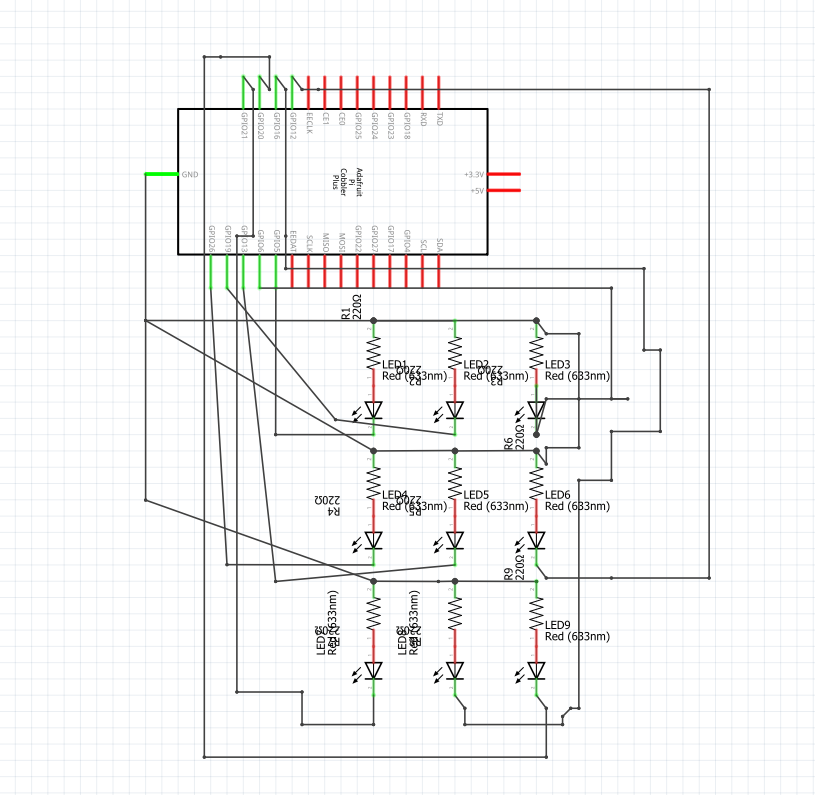 GPIO21
GPIO20
GPIO16
GPIO12
EECLK
CE1
CE0
GPIO25
GPIO24
GPIO23
GPIO18
RXD
TXD
GND
Adafruit
Pi
Cobbler
Plus
+3.3V
+5V
GPIO26
GPIO19
GPIO13
GPIO6
GPIO5
EEDAT
SCLK
MISO
MOSI
GPIO22
GPIO27
GPIO17
GPIO4
SCL
SDA
R1
220Ω
LED1
Red (633nm)
R2
220Ω
LED2
Red (633nm)
R3
220Ω
LED3
Red (633nm)
R6
220Ω
R4
220Ω
LED4
Red (633nm)
R5
220Ω
LED5
Red (633nm)
LED6
Red (633nm)
R9
220Ω
Red (633nm)
220Ω
Red (633nm)
220Ω
LED9
Red (633nm)